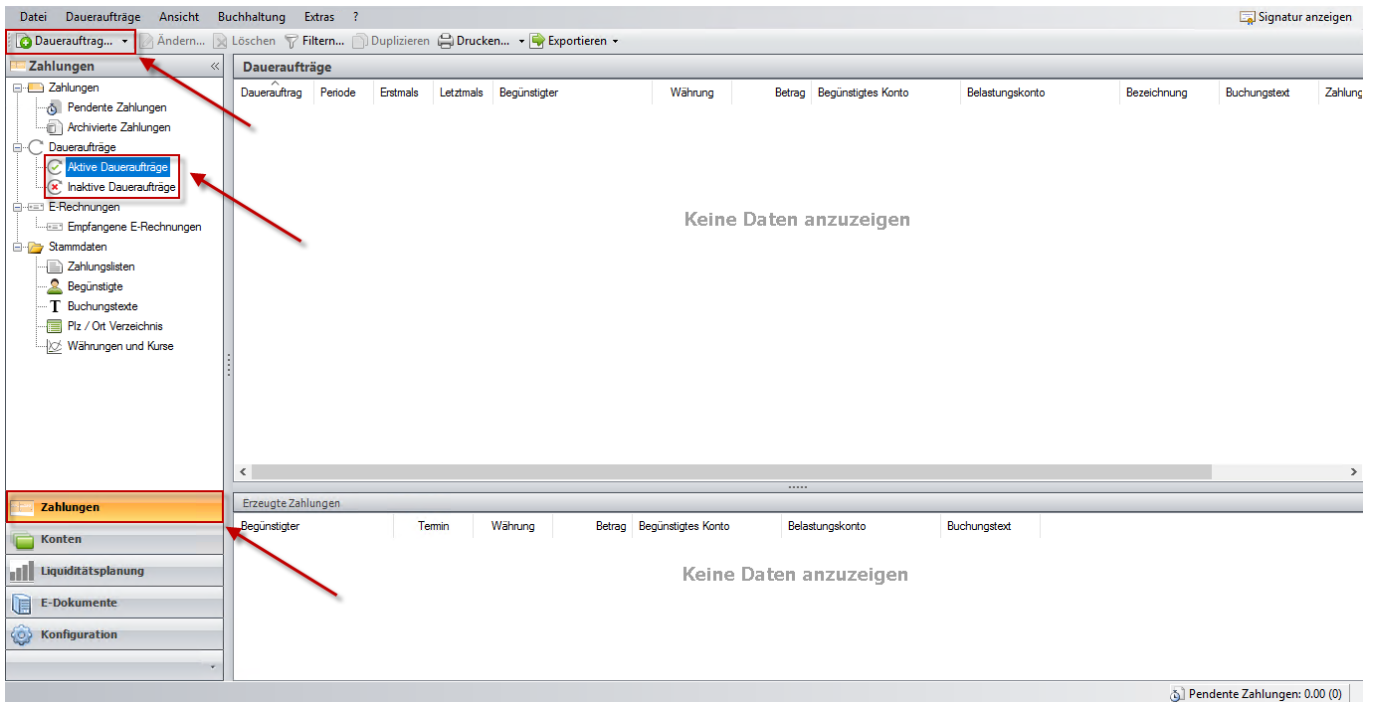 Datei Daueraufträge Ansicht Buchhaltung Extras ? Signatur anzeigen
Dauerauftrag... Ändern... Löschen Filtern... Duplizieren Drucken... Exportieren
Zahlungen «
Zahlungen
Pendente Zahlungen
Archivierte Zahlungen
Daueraufträge
Aktive Daueraufträge
Inaktive Daueraufträge
E-Rechnungen
Empfangene E-Rechnungen
Stammdaten
Zahlungslisten
Begünstigte
Buchungstexte
Plz / Ort Verzeichnis
Währungen und Kurse
Zahlungen
Konten
Liquiditätsplanung
E-Dokumente
Konfiguration
Daueraufträge
Dauerauftrag Periode Erstmals Letztmals Begünstigter Währung Betrag Begünstigtes Konto Belastungskonto Bezeichnung Buchungstext Zahlung
Keine Daten anzuzeigen
Erzeugte Zahlungen
Begünstigter Termin Währung Betrag Begünstigtes Konto Belastungskonto Buchungstext
Keine Daten anzuzeigen
Pendente Zahlungen: 0.00 (0)